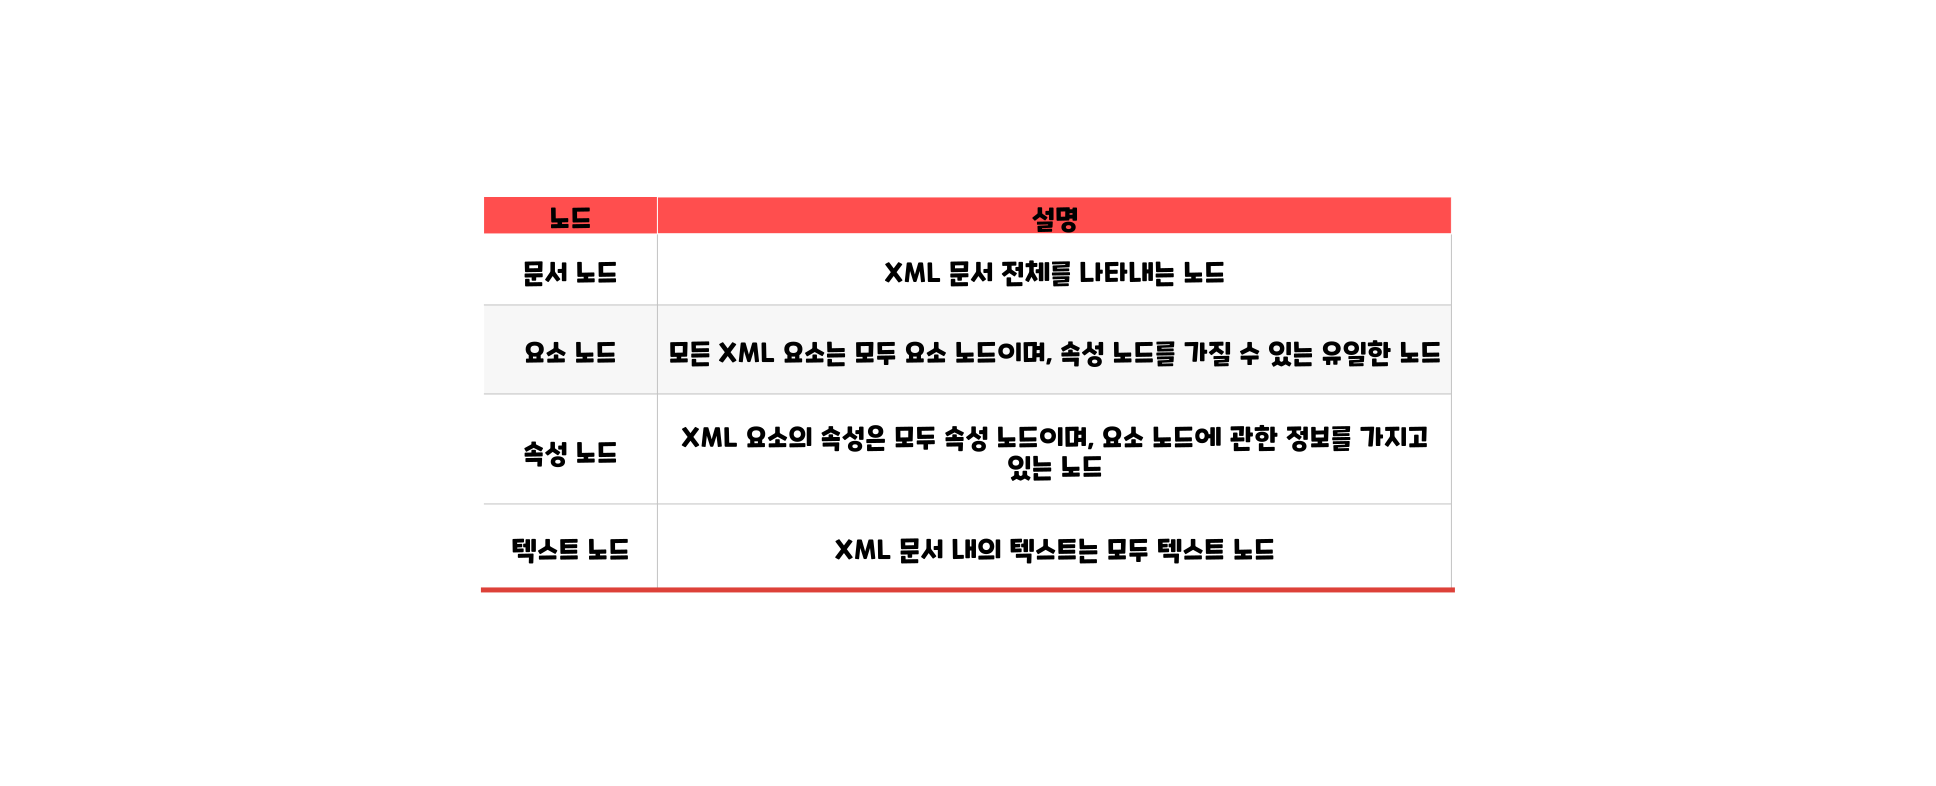 노드 설명
문서 노드 XML 문서 전체를 나타내는 노드
요소 노드 모든 XML 요소는 모두 요소 노드이며, 속성 노드를 가질 수 있는 유일한 노드
속성 노드 XML 요소의 속성은 모두 속성 노드이며, 요소 노드에 관한 정보를 가지고
있는 노드
텍스트 노드 XML 문서 내의 텍스트는 모두 텍스트 노드